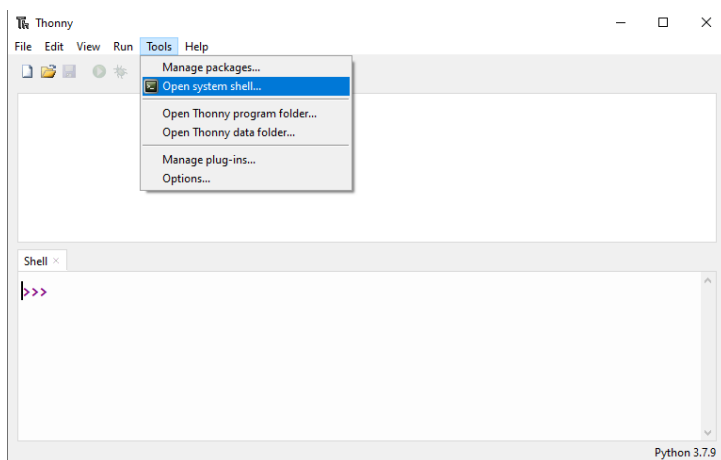 Thonny
File Edit View Run Tools Help
Manage packages...
Open system shell...
Open Thonny program folder...
Open Thonny data folder...
Manage plug-ins...
Options...
Shell
>>>
Python 3.7.9